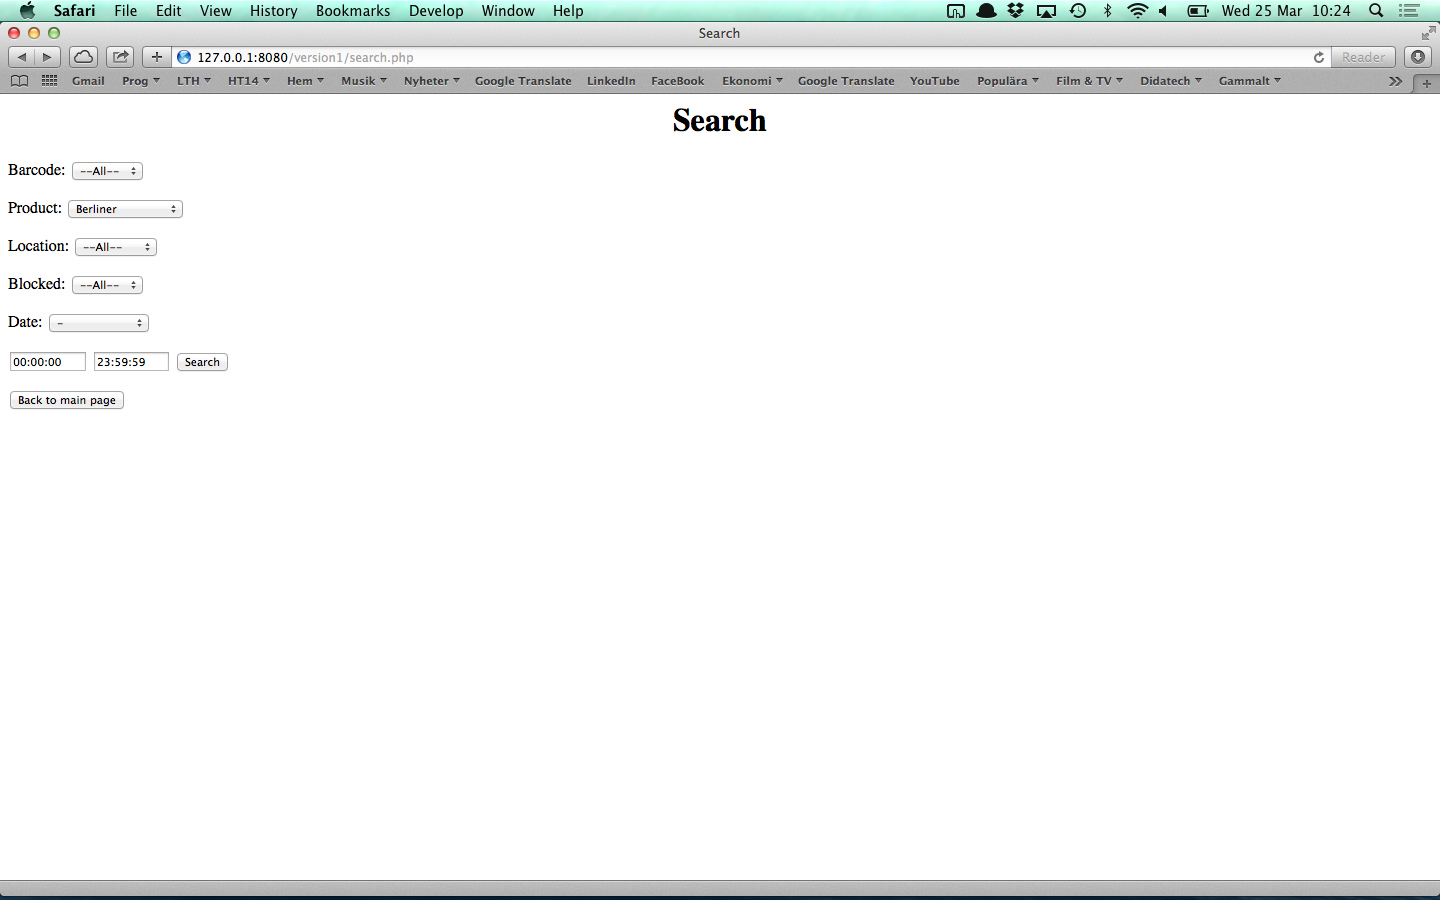 Safari File Edit View History Bookmarks Develop Window Help Wed 25 Mar 10:24
Search
127.0.0.1:8080/version1/search.php Reader
Gmail Prog LTH HT14 Hem Musik Nyheter Google Translate LinkedIn FaceBook Ekonomi Google Translate YouTube Populära Film & TV Didatech Gammalt
Search
Barcode: --All--
Product: Berliner
Location: --All--
Blocked: --All--
Date: -
00:00:00 23:59:59 Search
Back to main page